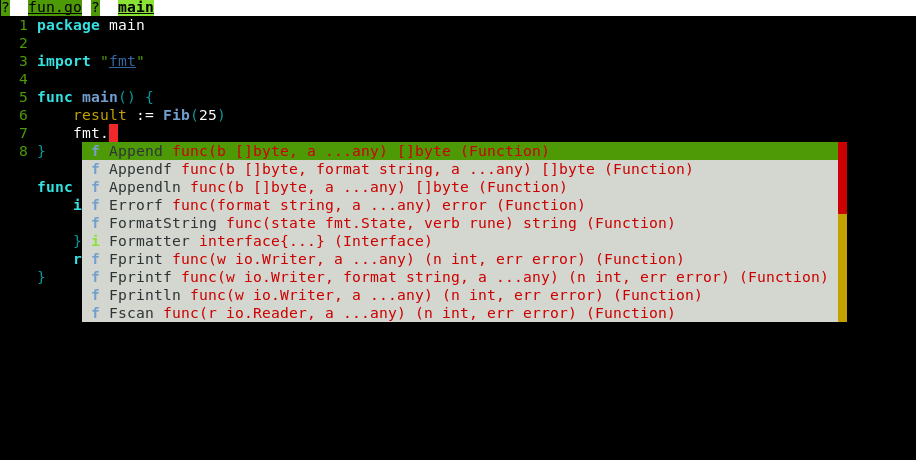 ? fun.go ? main
1 package main
2
3 import "fmt"
4
5 func main() {
6 result := Fib(25)
7 fmt.
8 } f Append func(b []byte, a ...any) []byte (Function)
f Appendf func(b []byte, format string, a ...any) []byte (Function)
func f Appendln func(b []byte, a ...any) []byte (Function)
i f Errorf func(format string, a ...any) error (Function)
f FormatString func(state fmt.State, verb rune) string (Function)
} i Formatter interface{...} (Interface)
r f Fprint func(w io.Writer, a ...any) (n int, err error) (Function)
} f Fprintf func(w io.Writer, format string, a ...any) (n int, err error) (Function)
f Fprintln func(w io.Writer, a ...any) (n int, err error) (Function)
f Fscan func(r io.Reader, a ...any) (n int, err error) (Function)